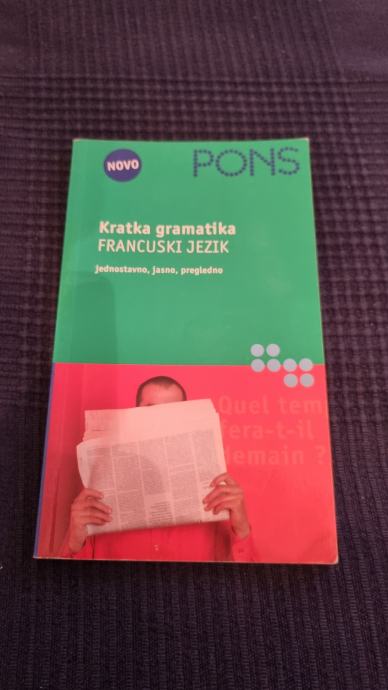 NOVO
PONS
Kratka gramatika
FRANCUSKI JEZIK
jednostavno, jasno, pregledno
Quel tem
fera-t-il
demain ?